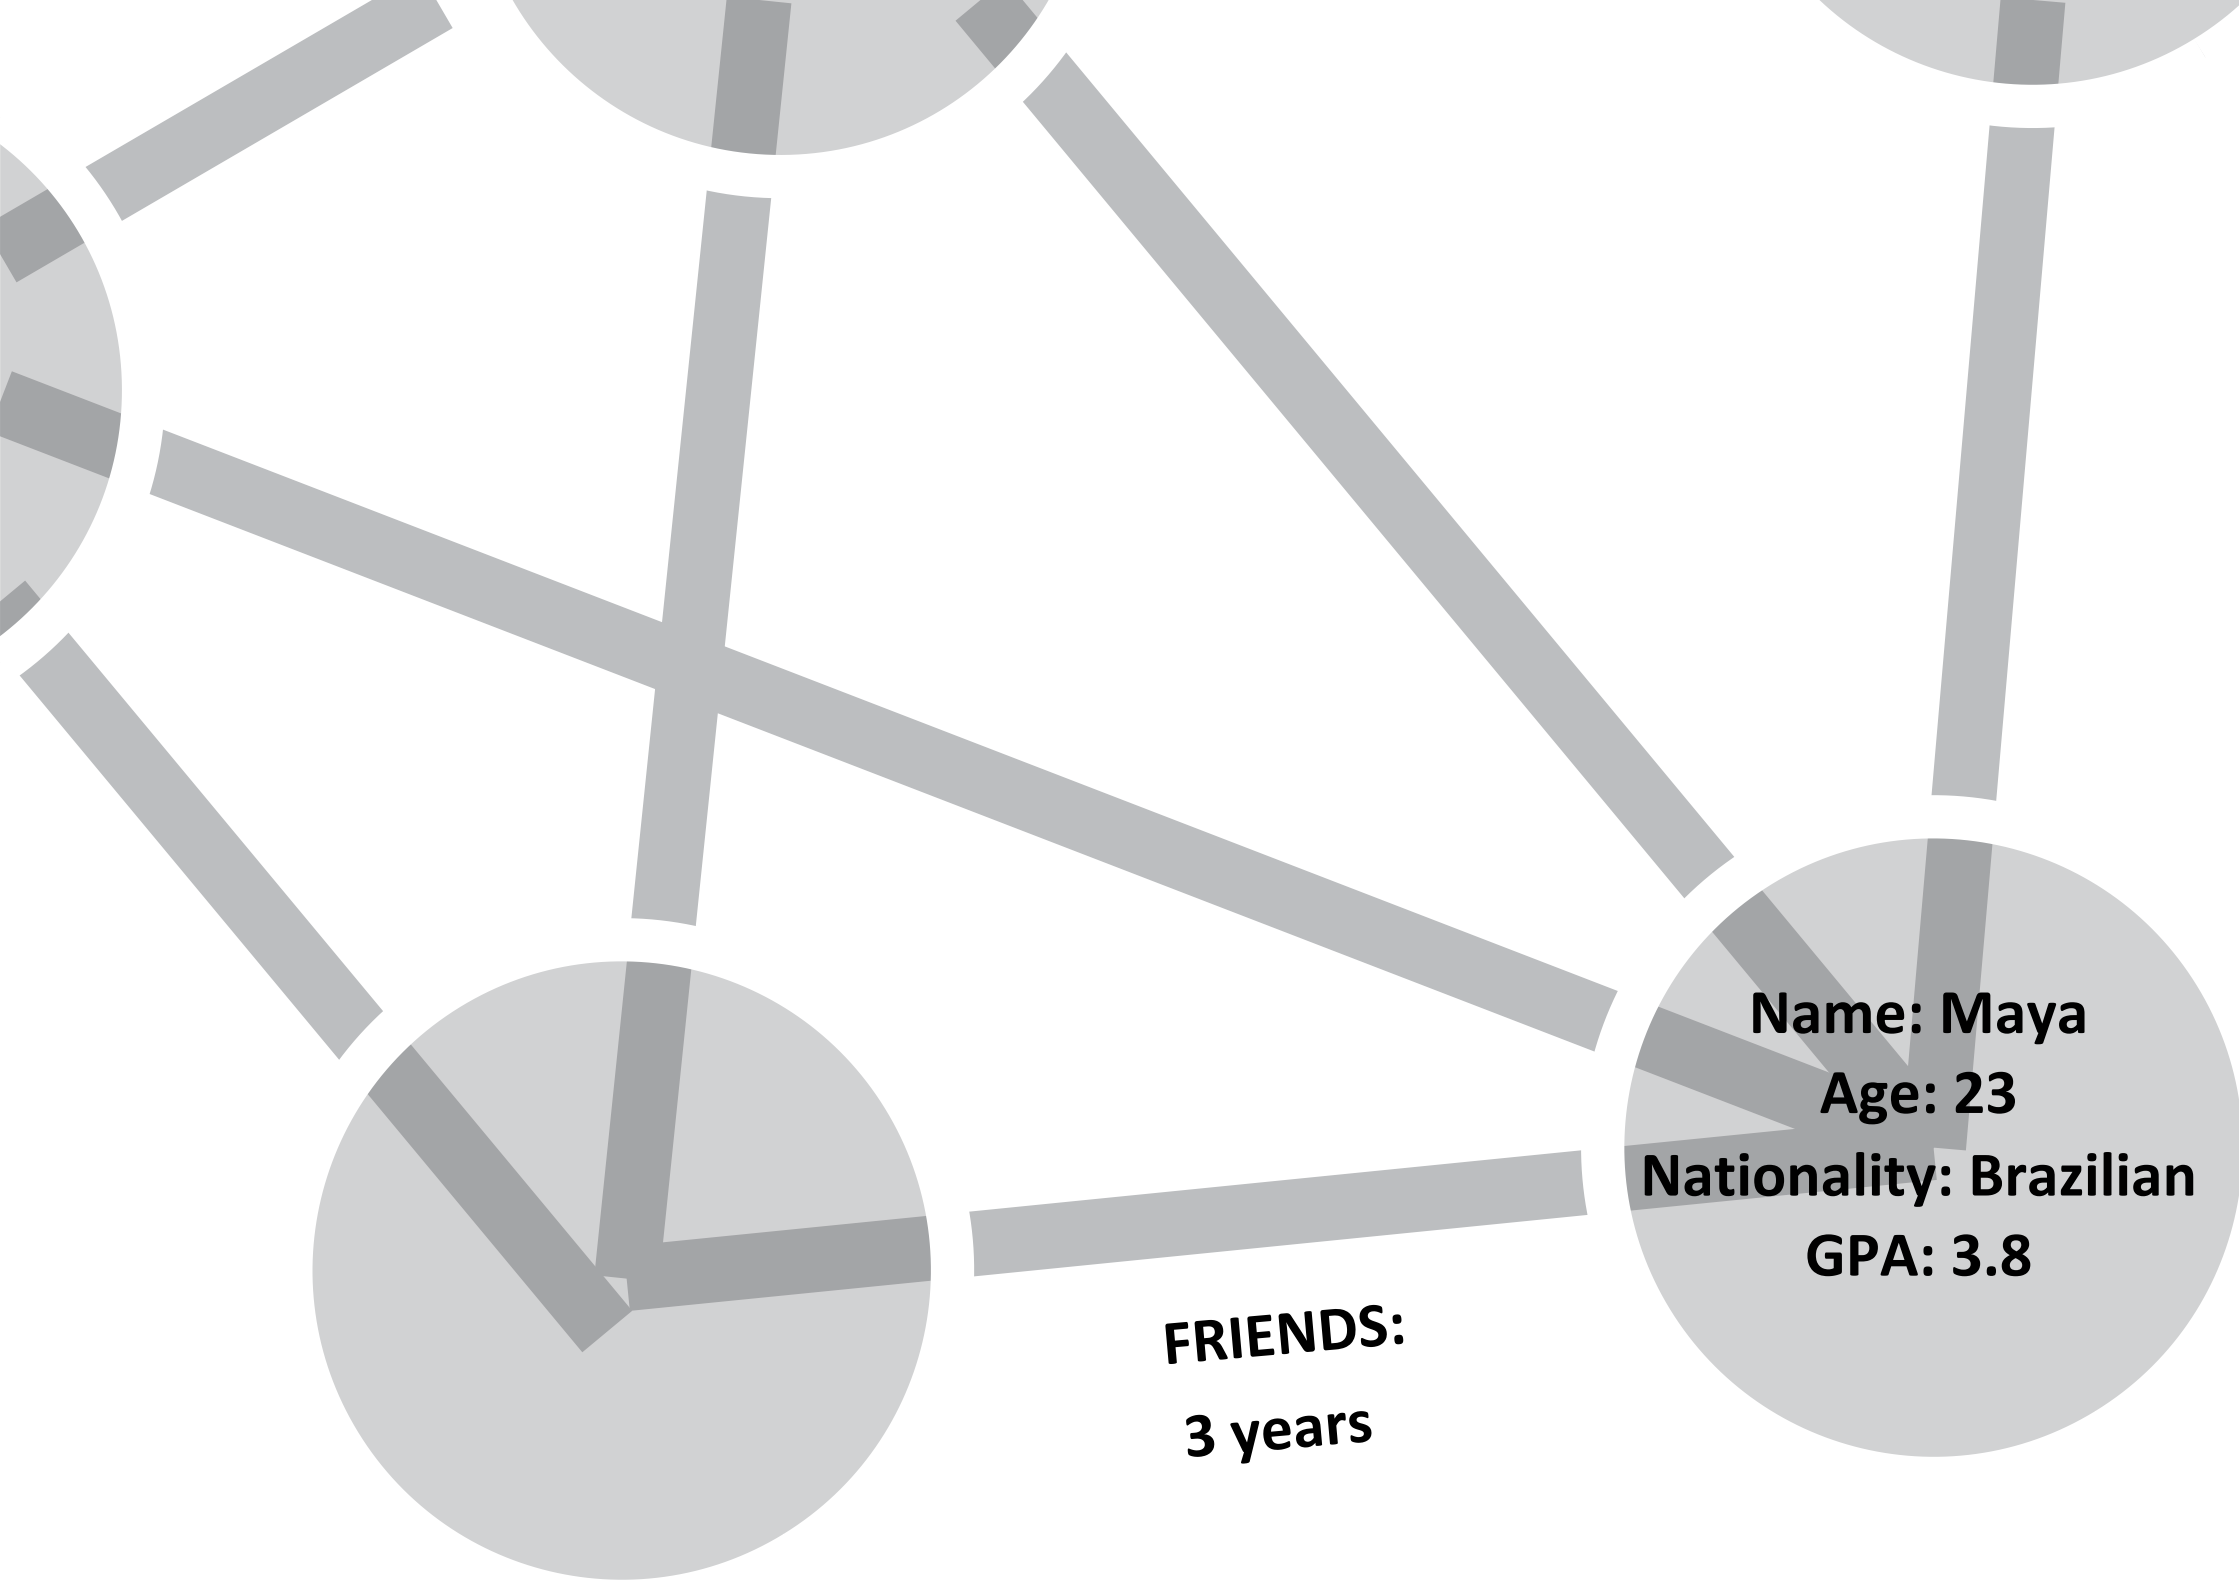 Name: Maya
Age: 23
Nationality: Brazilian
GPA: 3.8
FRIENDS:
3 years